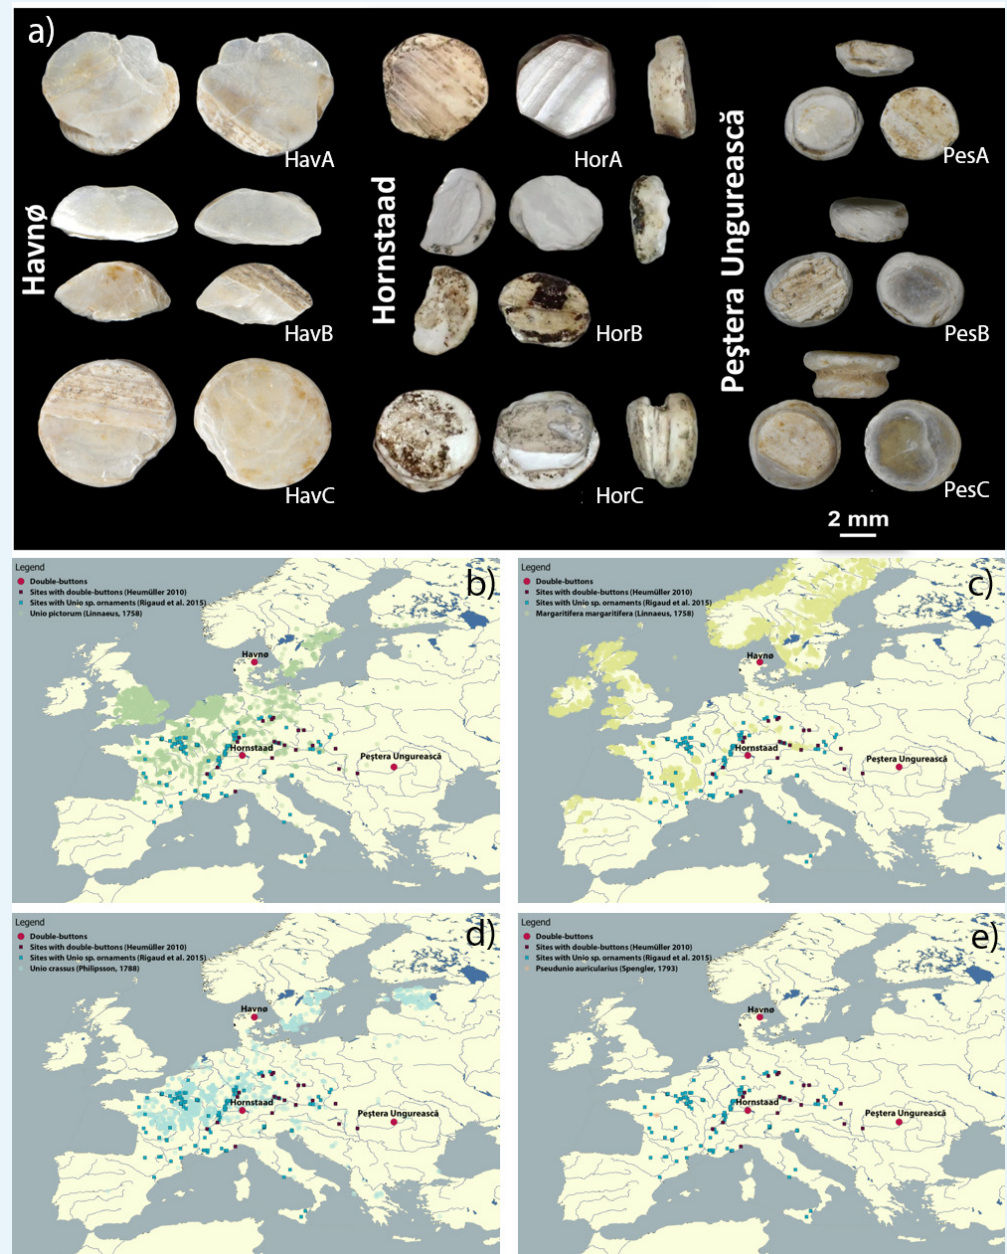 a)
Havnø
HavA
HavB
HavC
Hornstaad
HorA
HorB
HorC
Peştera Ungurească
PesA
PesB
PesC
2 mm
b)
Legend
Double-buttons
Sites with double-buttons (Heumüller 2010)
Sites with Unio sp. ornaments (Rigaud et al. 2015)
Unio pictorum (Linnaeus, 1758)
Havnø
Hornstaad
Peştera Ungurească
c)
Legend
Double-buttons
Sites with double-buttons (Heumüller 2010)
Sites with Unio sp. ornaments (Rigaud et al. 2015)
Margaritifera margaritifera (Linnaeus, 1758)
Havnø
Hornstaad
Peştera Ungurească
d)
Legend
Double-buttons
Sites with double-buttons (Heumüller 2010)
Sites with Unio sp. ornaments (Rigaud et al. 2015)
Unio crassus (Philipsson, 1788)
Havnø
Hornstaad
Peştera Ungurească
e)
Legend
Double-buttons
Sites with double-buttons (Heumüller 2010)
Sites with Unio sp. ornaments (Rigaud et al. 2015)
Pseudunio auricularius (Spengler, 1793)
Havnø
Hornstaad
Peştera Ungurească